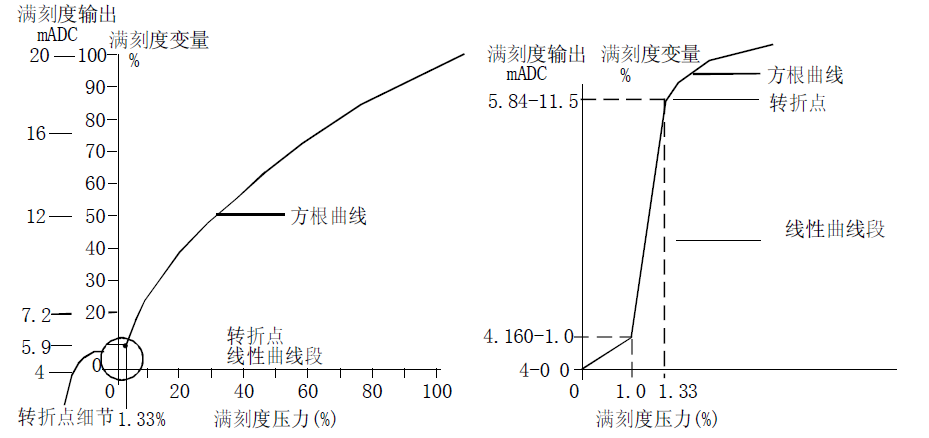 满刻度输出
mADC
满刻度变量
%
20
100
90
80
16
70
60
12
50
方根曲线
40
30
7.2
20
转折点
5.9
线性曲线段
0
4
0
20
40
60
80
100
转折点细节
1.33%
满刻度压力(%)
满刻度输出
满刻度变量
mADC
%
方根曲线
5.84-11.5
转折点
线性曲线段
4.160-1.0
4-0 0
0
1.0
1.33
满刻度压力(%)